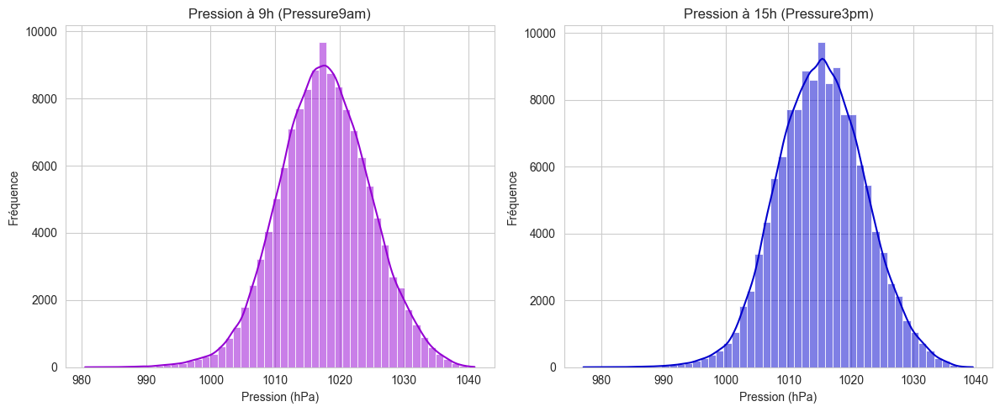 Pression à 9h (Pressure9am)
10000
8000
6000
4000
2000
0
Fréquence
980 990 1000 1010 1020 1030 1040
Pression (hPa)
Pression à 15h (Pressure3pm)
10000
8000
6000
4000
2000
0
Fréquence
980 990 1000 1010 1020 1030 1040
Pression (hPa)